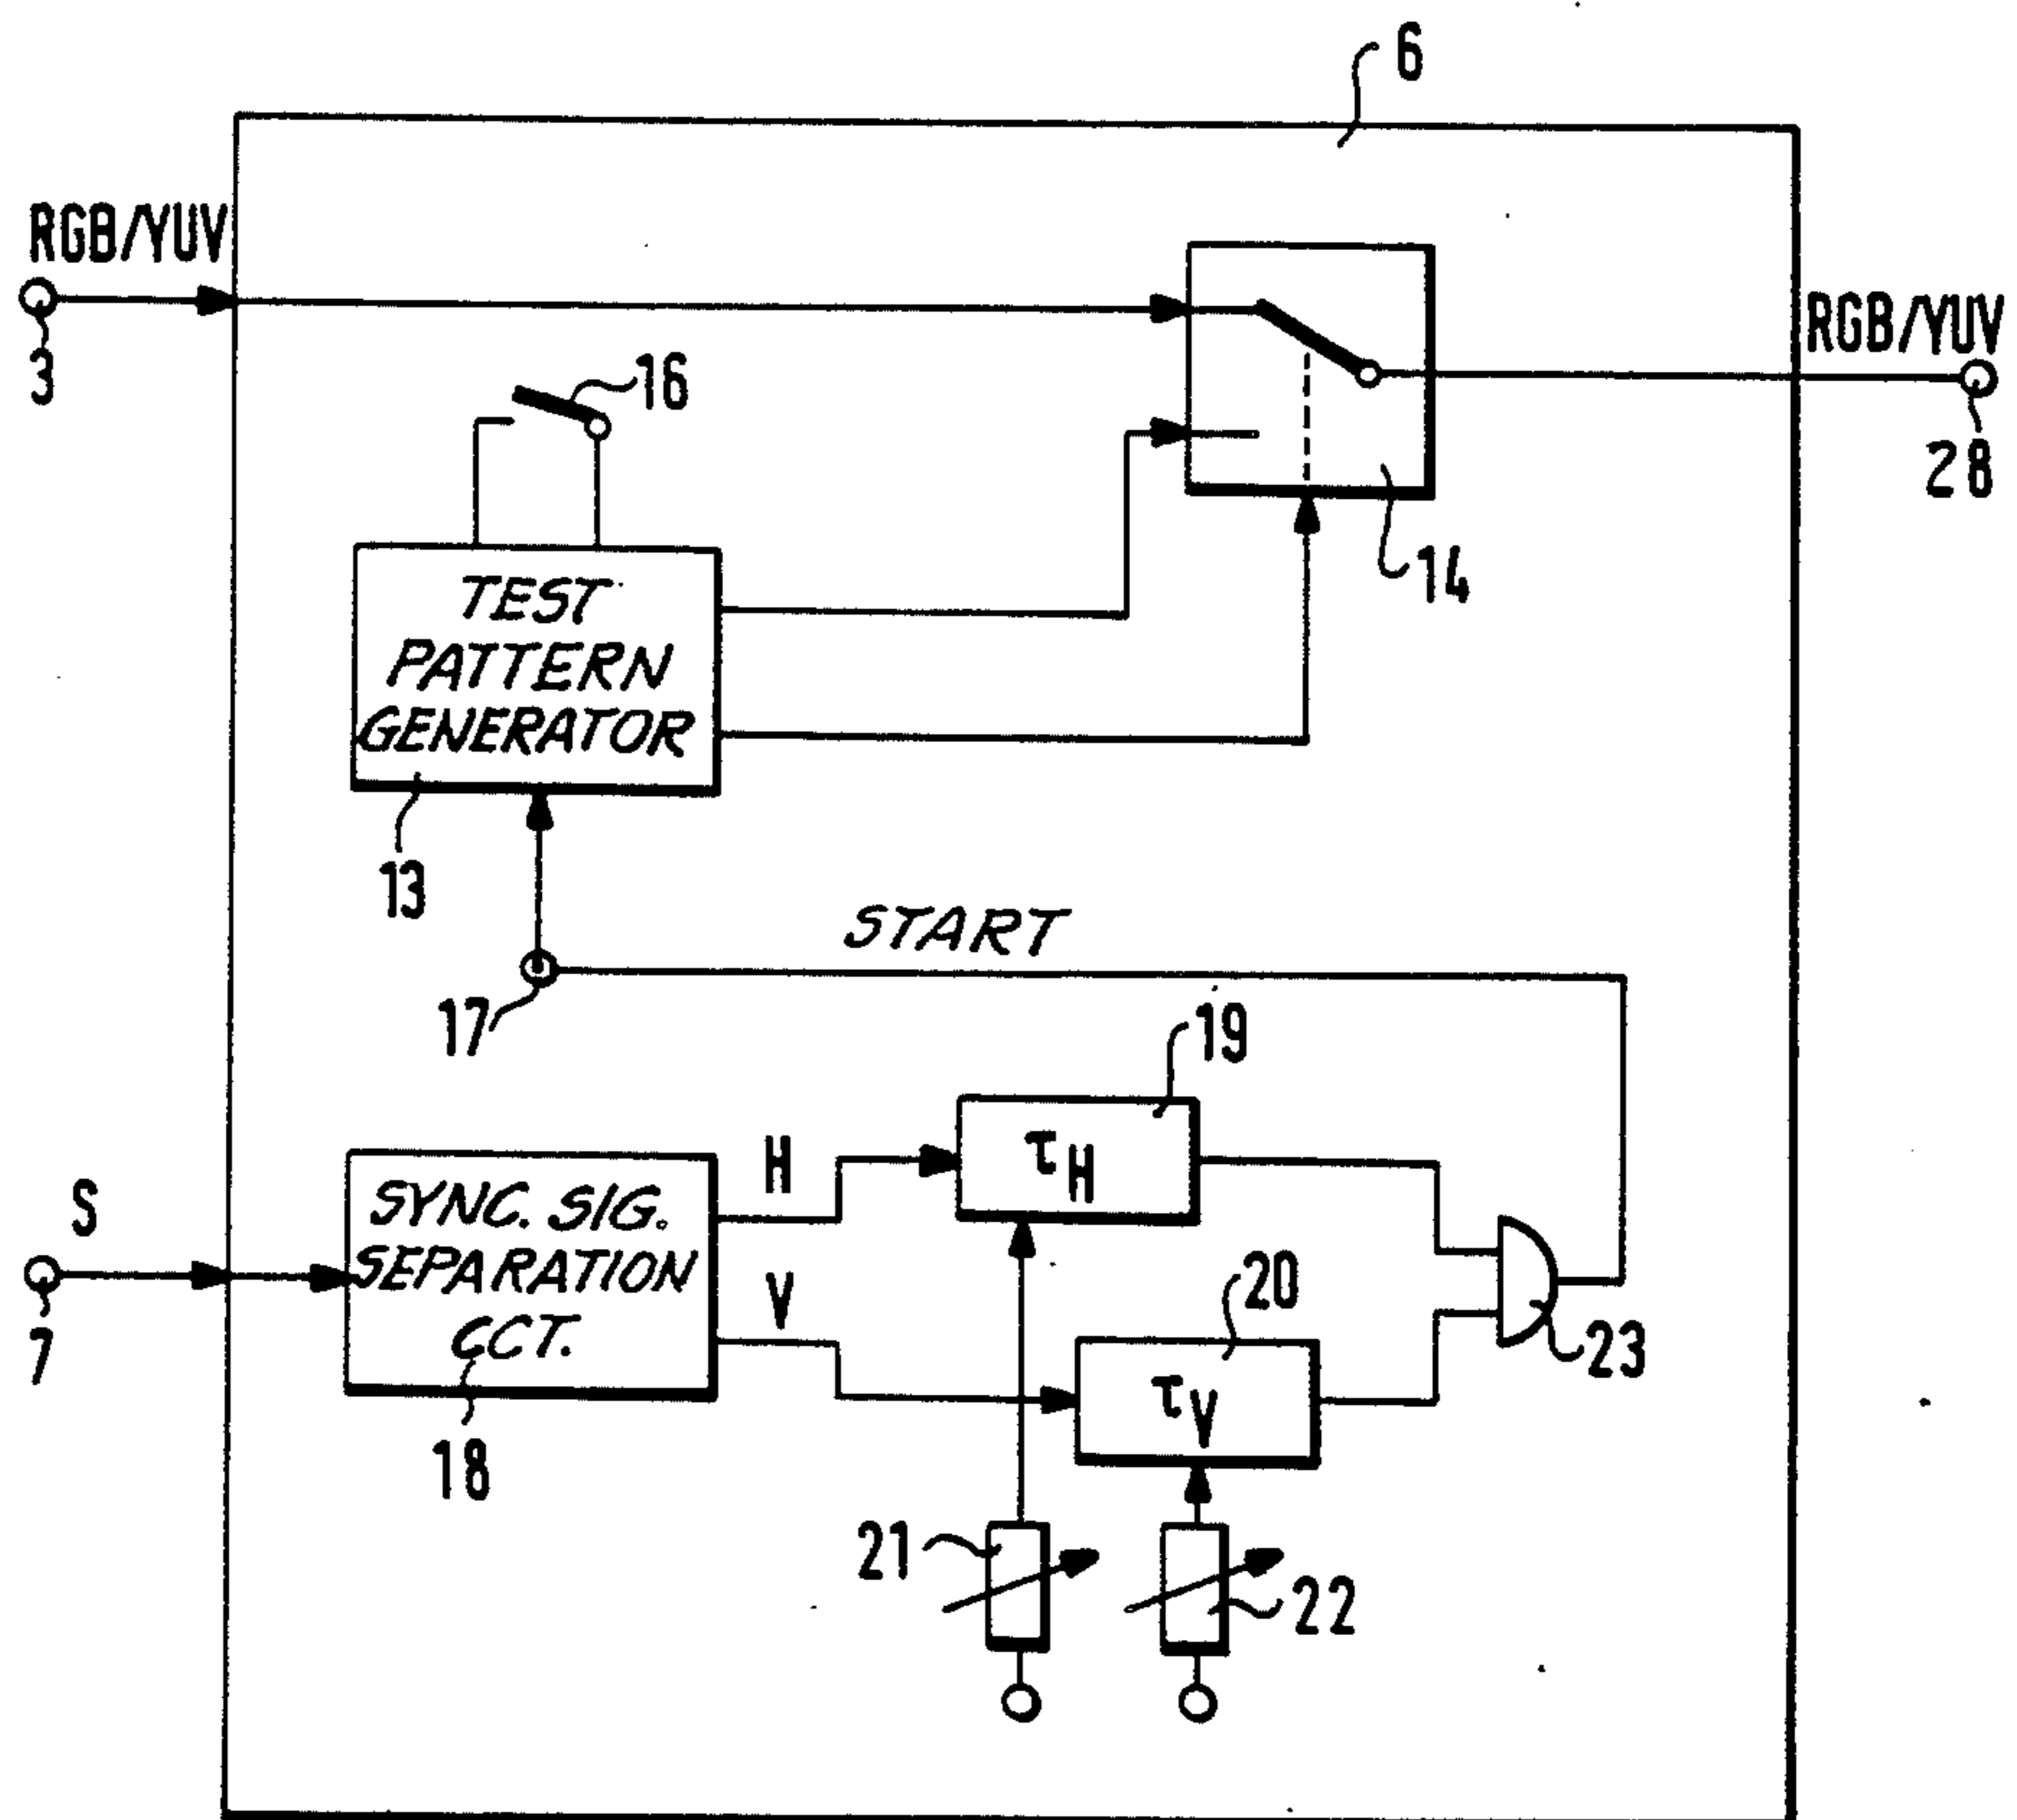 6
RGB/YUV
3
16
RGB/YUV
28
14
TEST
PATTERN
GENERATOR
13
START
17
19
H
τH
S
SYNC. SIG.
SEPARATION
CCT.
V
20
τV
23
7
18
21
22